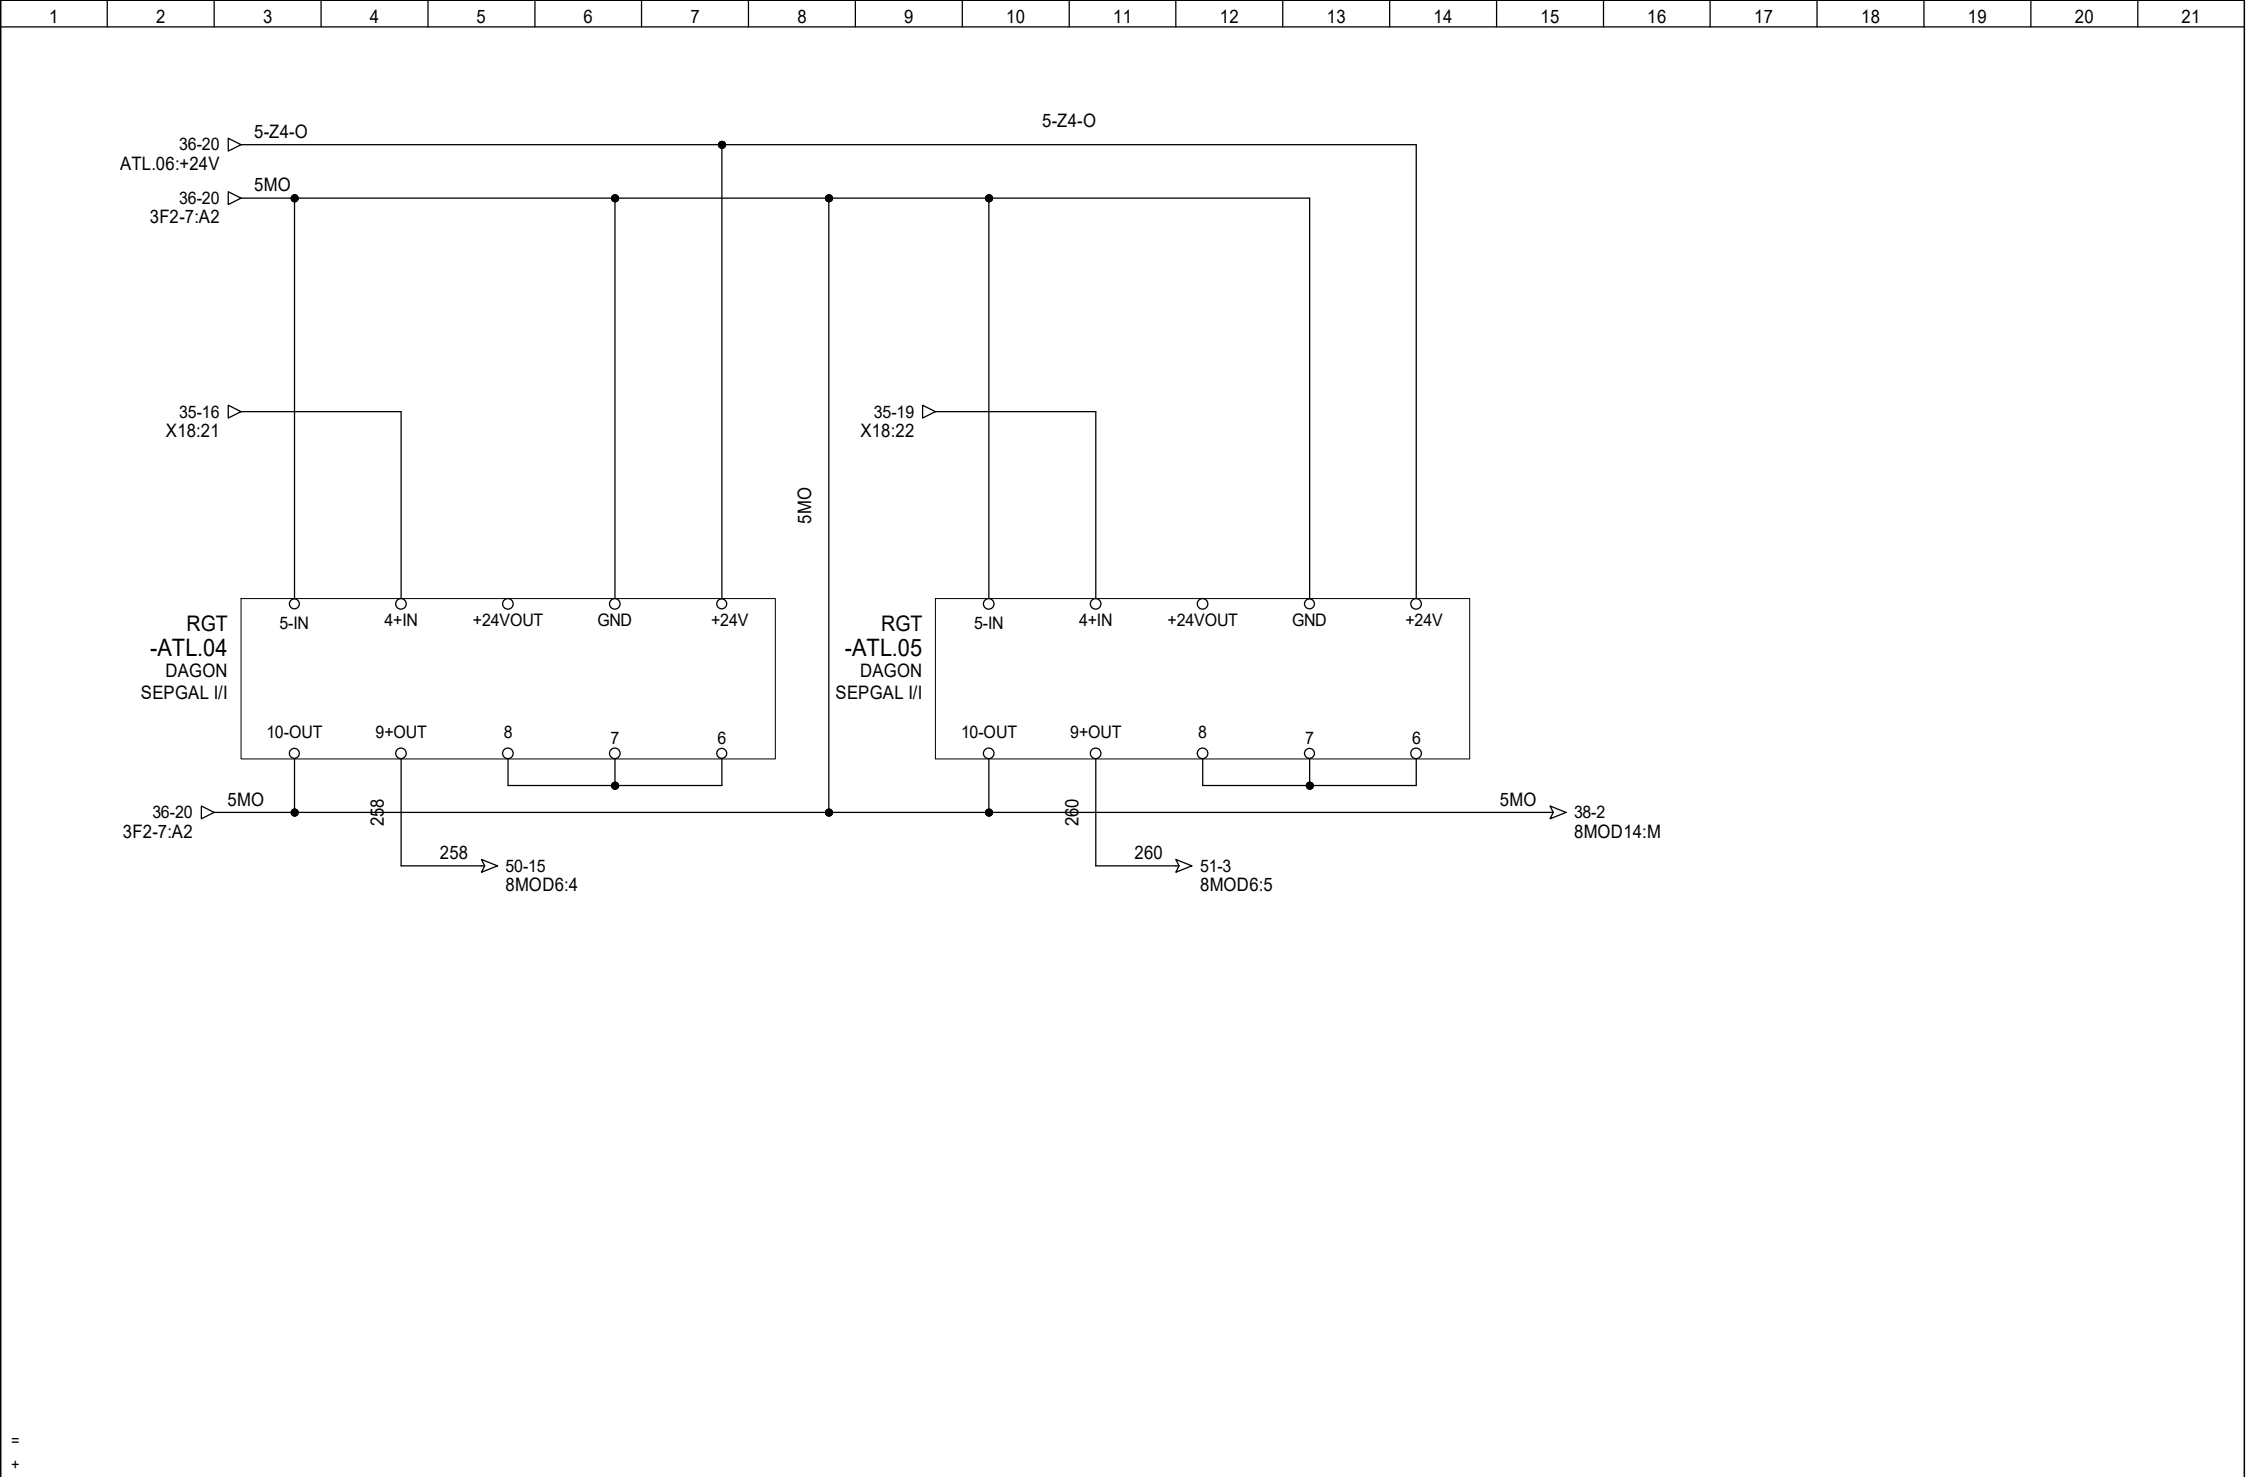 1 2 3 4 5 6 7 8 9 10 11 12 13 14 15 16 17 18 19 20 21
5-Z4-O
5-Z4-O
36-20
ATL.06:+24V
5MO
36-20
3F2-7:A2
35-16
X18:21
35-19
X18:22
5MO
RGT
-ATL.04
DAGON
SEPGAL I/I
5-IN 4+IN +24VOUT GND +24V
10-OUT 9+OUT 8 7 6
RGT
-ATL.05
DAGON
SEPGAL I/I
5-IN 4+IN +24VOUT GND +24V
10-OUT 9+OUT 8 7 6
5MO
36-20
3F2-7:A2
258
258
50-15
8MOD6:4
260
260
51-3
8MOD6:5
5MO
38-2
8MOD14:M
=
+